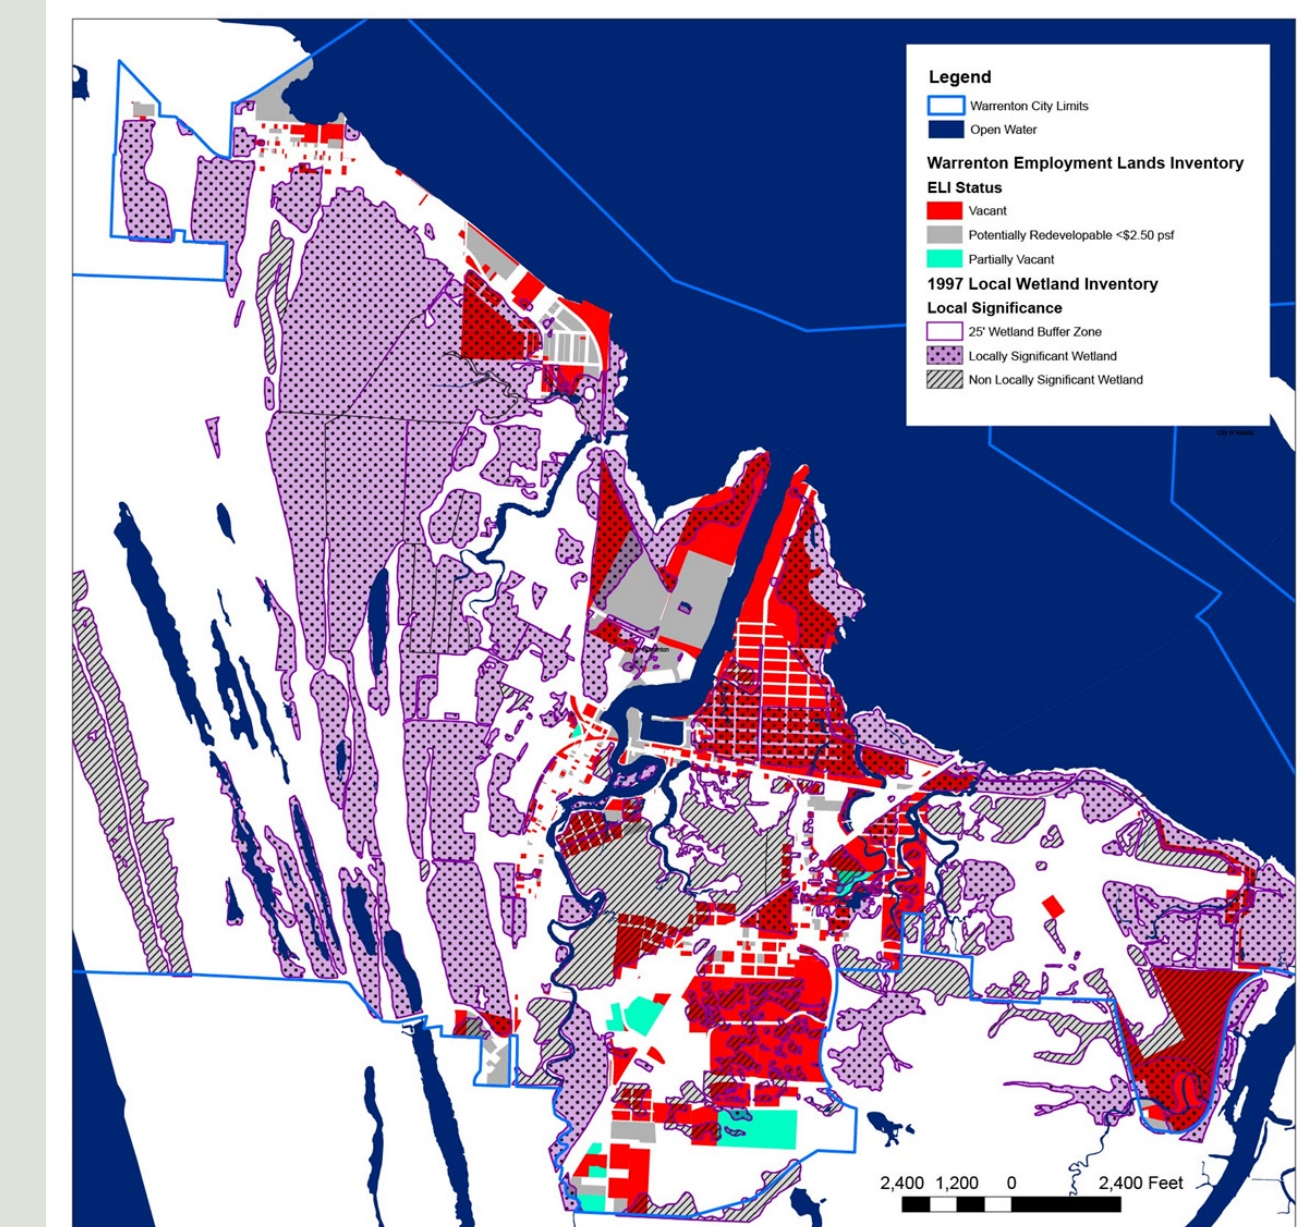 Legend
Warrenton City Limits
Open Water
Warrenton Employment Lands Inventory
ELI Status
Vacant
Potentially Redevelopable <$2.50 psf
Partially Vacant
1997 Local Wetland Inventory
Local Significance
25' Wetland Buffer Zone
Locally Significant Wetland
Non Locally Significant Wetland
City of
2,400 1,200 0 2,400 Feet